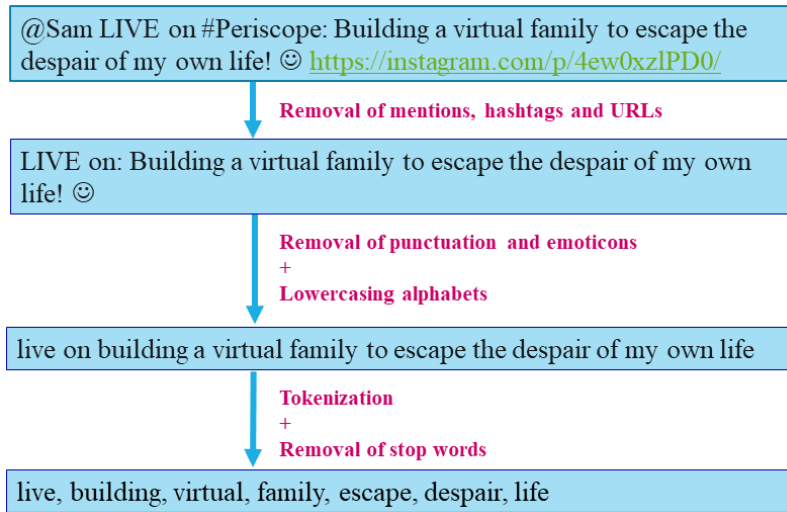 @Sam LIVE on #Periscope: Building a virtual family to escape the
despair of my own life! ☺ https://instagram.com/p/4ew0xzlPD0/
Removal of mentions, hashtags and URLs
LIVE on: Building a virtual family to escape the despair of my own
life! ☺
Removal of punctuation and emoticons
+
Lowercasing alphabets
live on building a virtual family to escape the despair of my own life
Tokenization
+
Removal of stop words
live, building, virtual, family, escape, despair, life